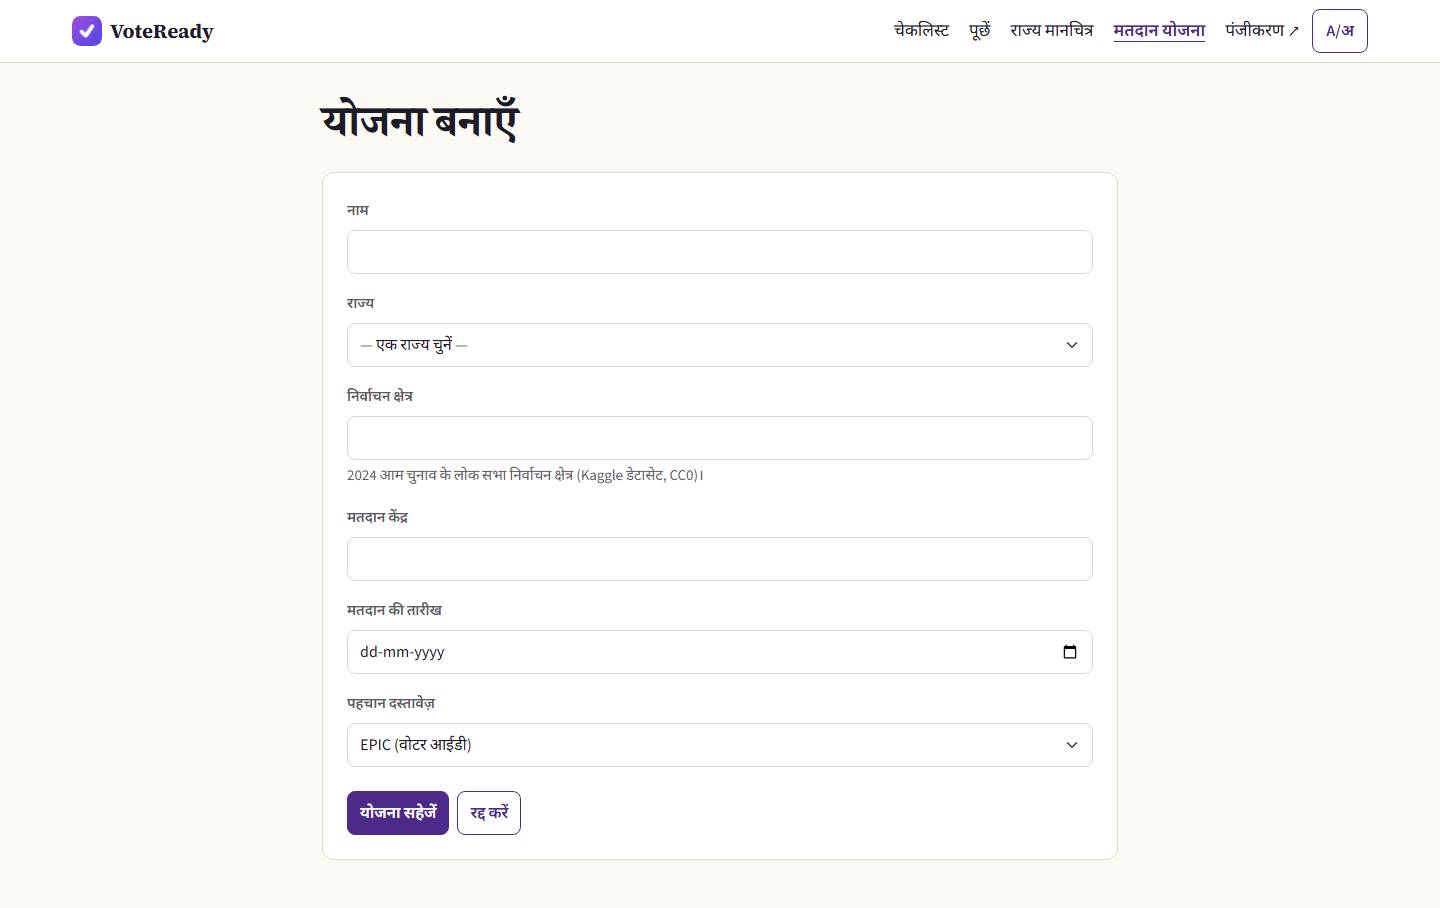 VoteReady
चेकलिस्ट
पूछें
राज्य मानचित्र
मतदान योजना
पंजीकरण ↗
A/अ
योजना बनाएँ
नाम
राज्य
— एक राज्य चुनें —
निर्वाचन क्षेत्र
2024 आम चुनाव के लोक सभा निर्वाचन क्षेत्र (Kaggle डेटासेट, CC0)।
मतदान केंद्र
मतदान की तारीख
dd-mm-yyyy
पहचान दस्तावेज़
EPIC (वोटर आईडी)
योजना सहेजें
रद्द करें